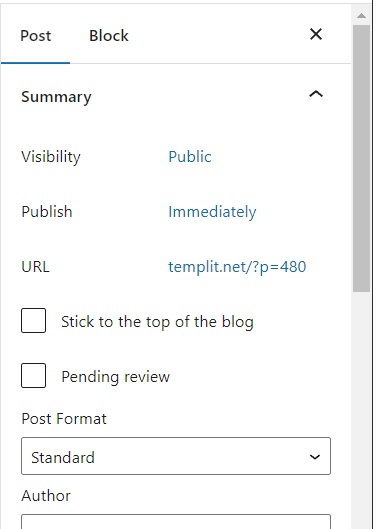 Post Block
Summary
Visibility Public
Publish Immediately
URL templit.net/?p=480
Stick to the top of the blog
Pending review
Post Format
Standard
Author